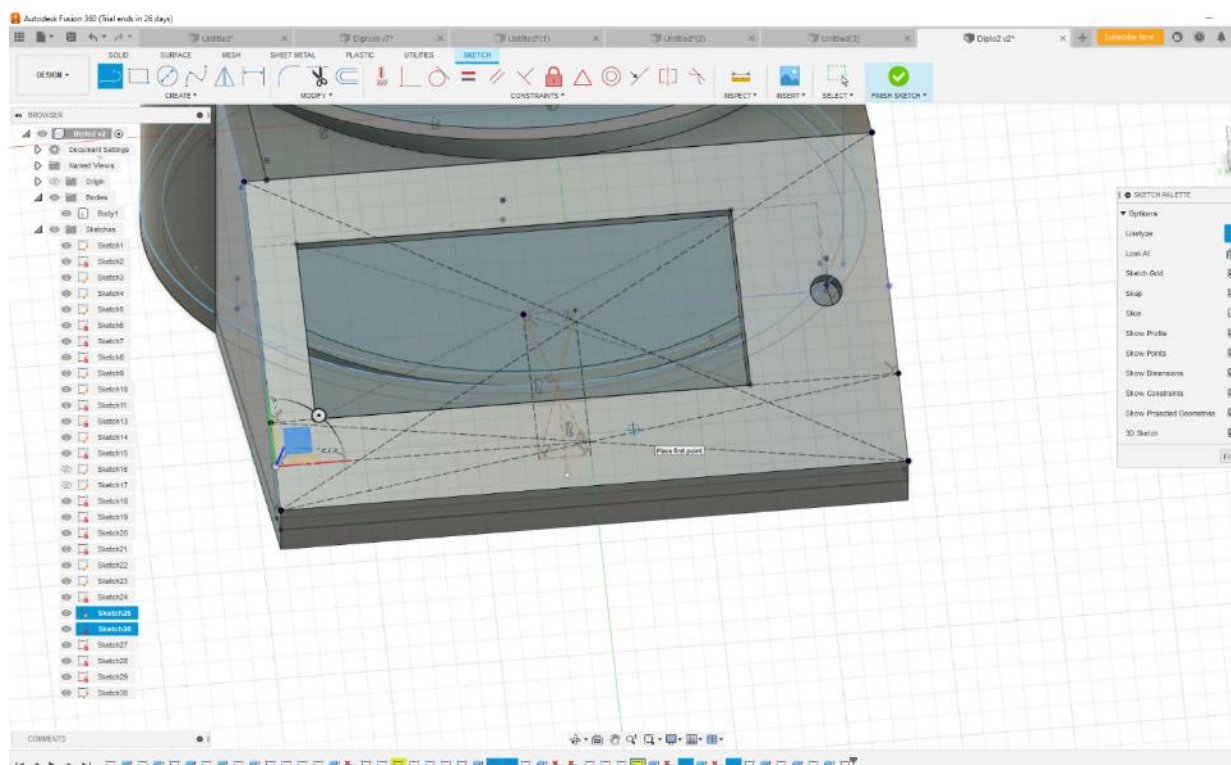 Autodesk Fusion 360 (Trial ends in 26 days)
Untitled* Diplom v7* Untitled*(1) Untitled*(2) Untitled(3) Diplo2 v2* Subscribe Now
SOLID SURFACE MESH SHEET METAL PLASTIC UTILITIES SKETCH
DESIGN
CREATE MODIFY CONSTRAINTS INSPECT INSERT SELECT FINISH SKETCH
BROWSER
Diplo2 v2
Document Settings
Named Views
Origin
Bodies
Body1
Sketches
Sketch1
Sketch2
Sketch3
Sketch4
Sketch5
Sketch6
Sketch7
Sketch8
Sketch9
Sketch10
Sketch11
Sketch13
Sketch14
Sketch15
Sketch16
Sketch17
Sketch18
Sketch19
Sketch20
Sketch21
Sketch22
Sketch23
Sketch24
Sketch25
Sketch26
Sketch27
Sketch28
Sketch29
Sketch30
Place first point
SKETCH PALETTE
Options
Linetype
Look At
Sketch Grid
Snap
Slice
Show Profile
Show Points
Show Dimensions
Show Constraints
Show Projected Geometries
3D Sketch
COMMENTS